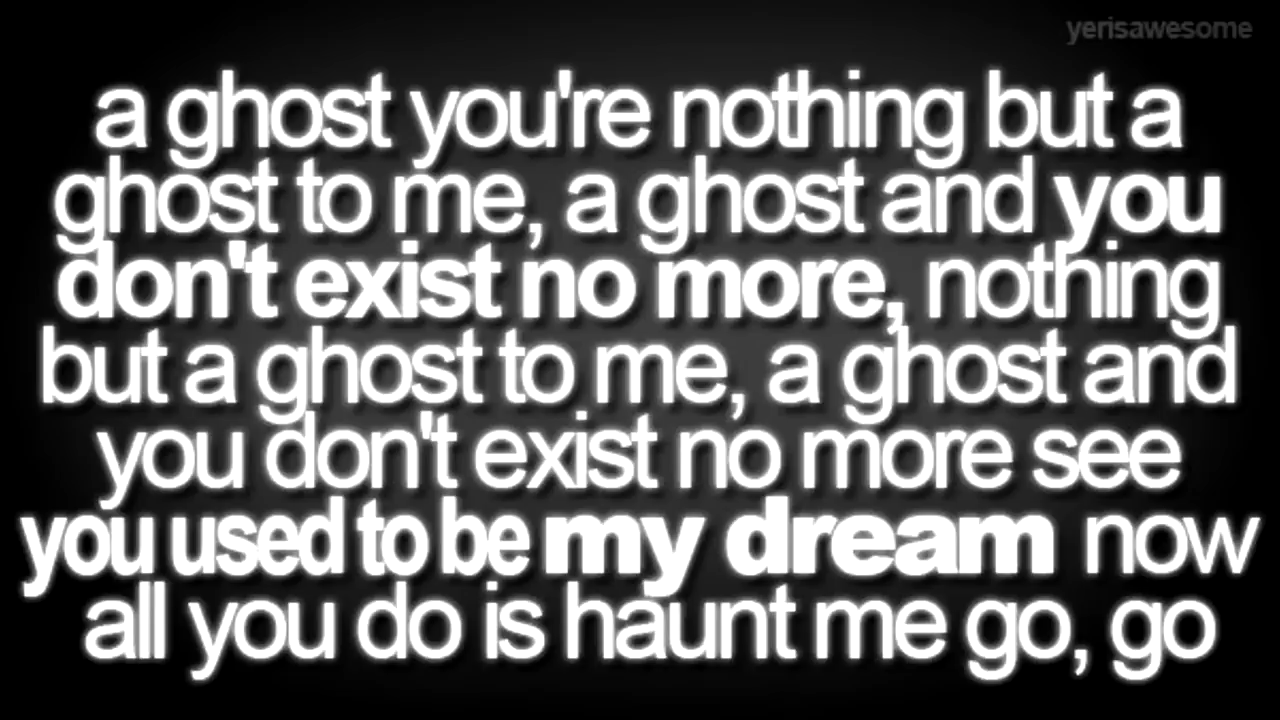 yerisawesome
a ghost you're nothing but a
ghost to me, a ghost and you
don't exist no more, nothing
but a ghost to me, a ghost and
you don't exist no more see
you used to be my dream now
all you do is haunt me go, go